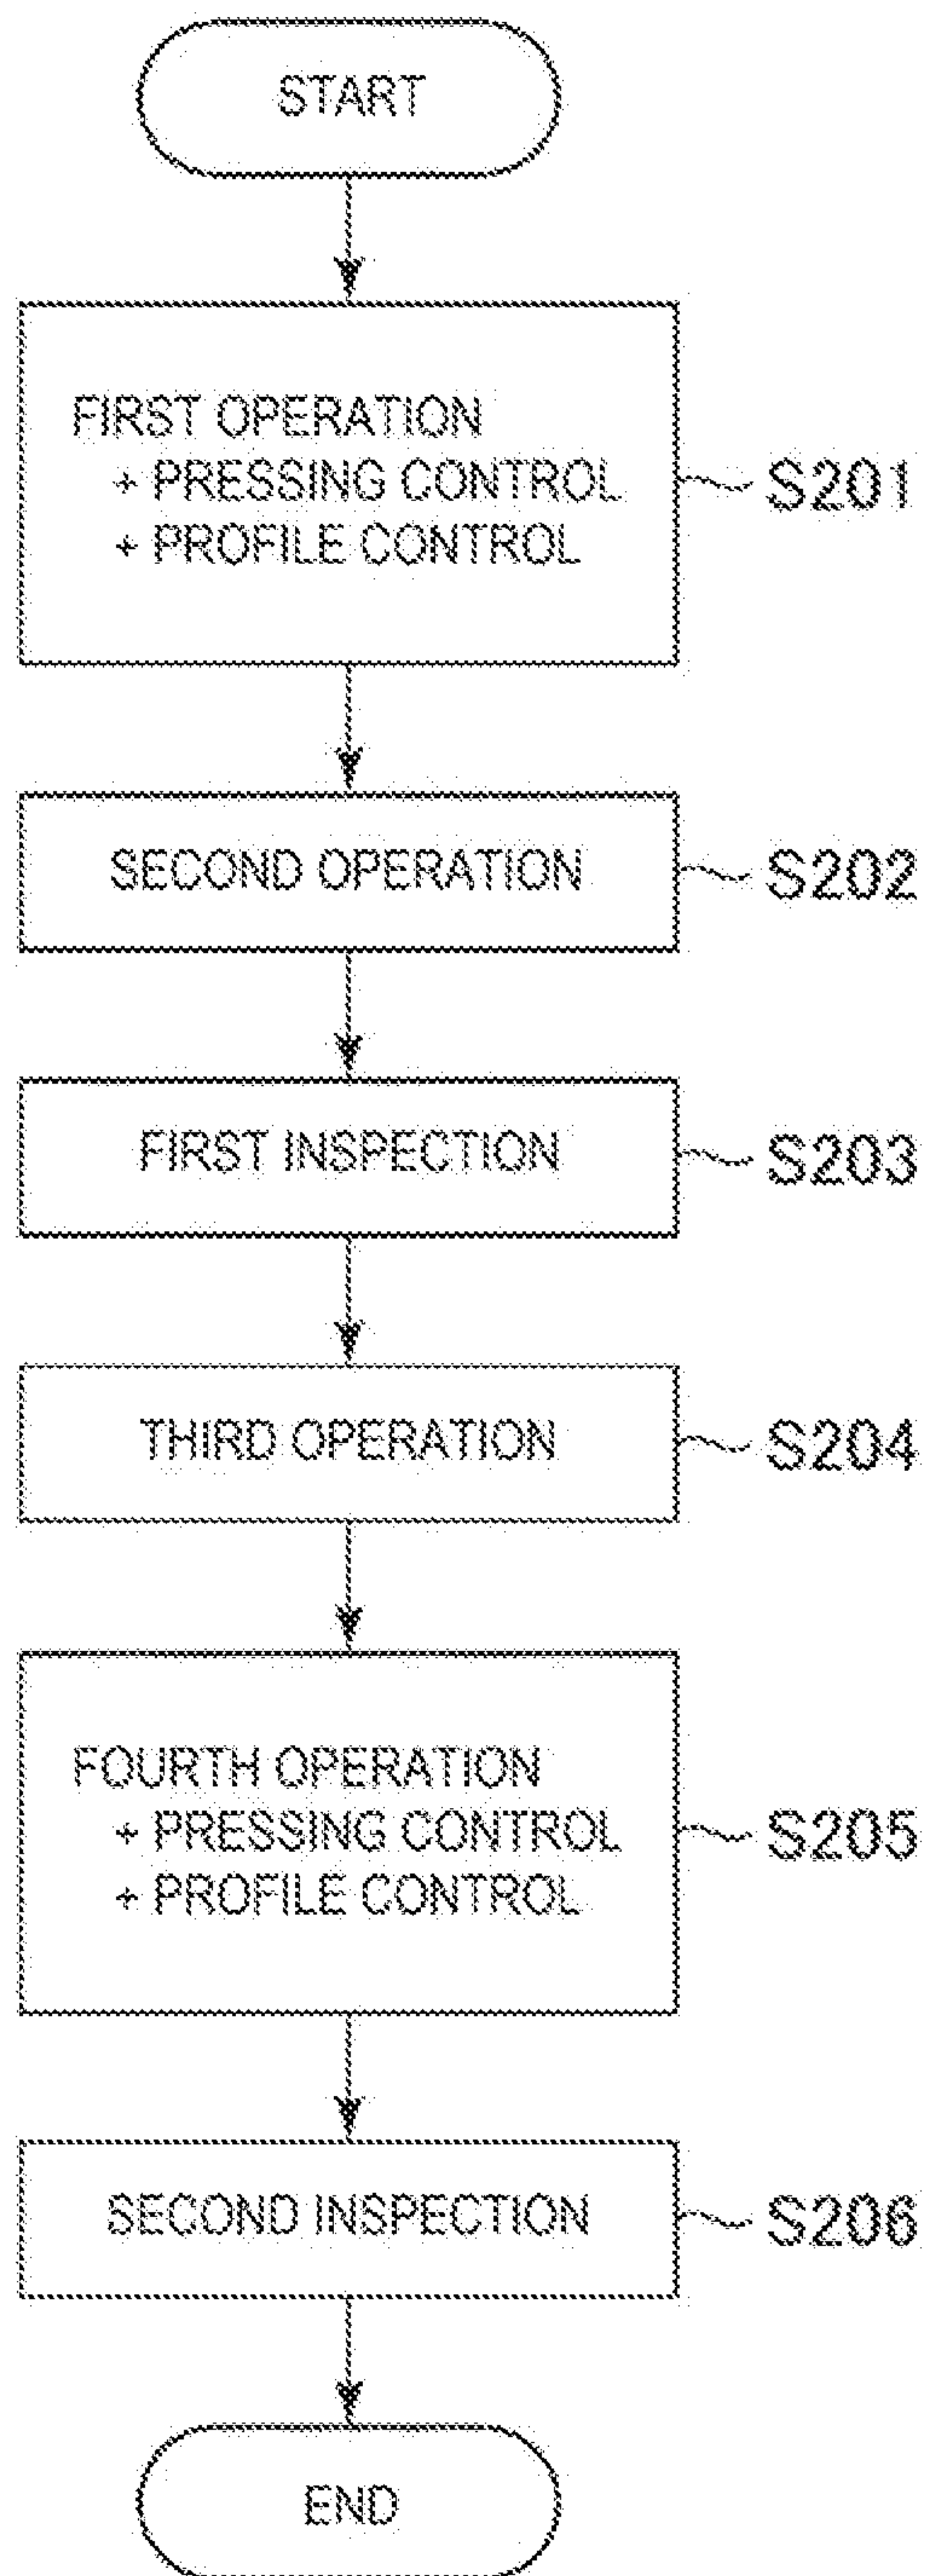 START
FIRST OPERATION
+ PRESSING CONTROL
+ PROFILE CONTROL
S201
SECOND OPERATION
S202
FIRST INSPECTION
S203
THIRD OPERATION
S204
FOURTH OPERATION
+ PRESSING CONTROL
+ PROFILE CONTROL
S205
SECOND INSPECTION
S206
END